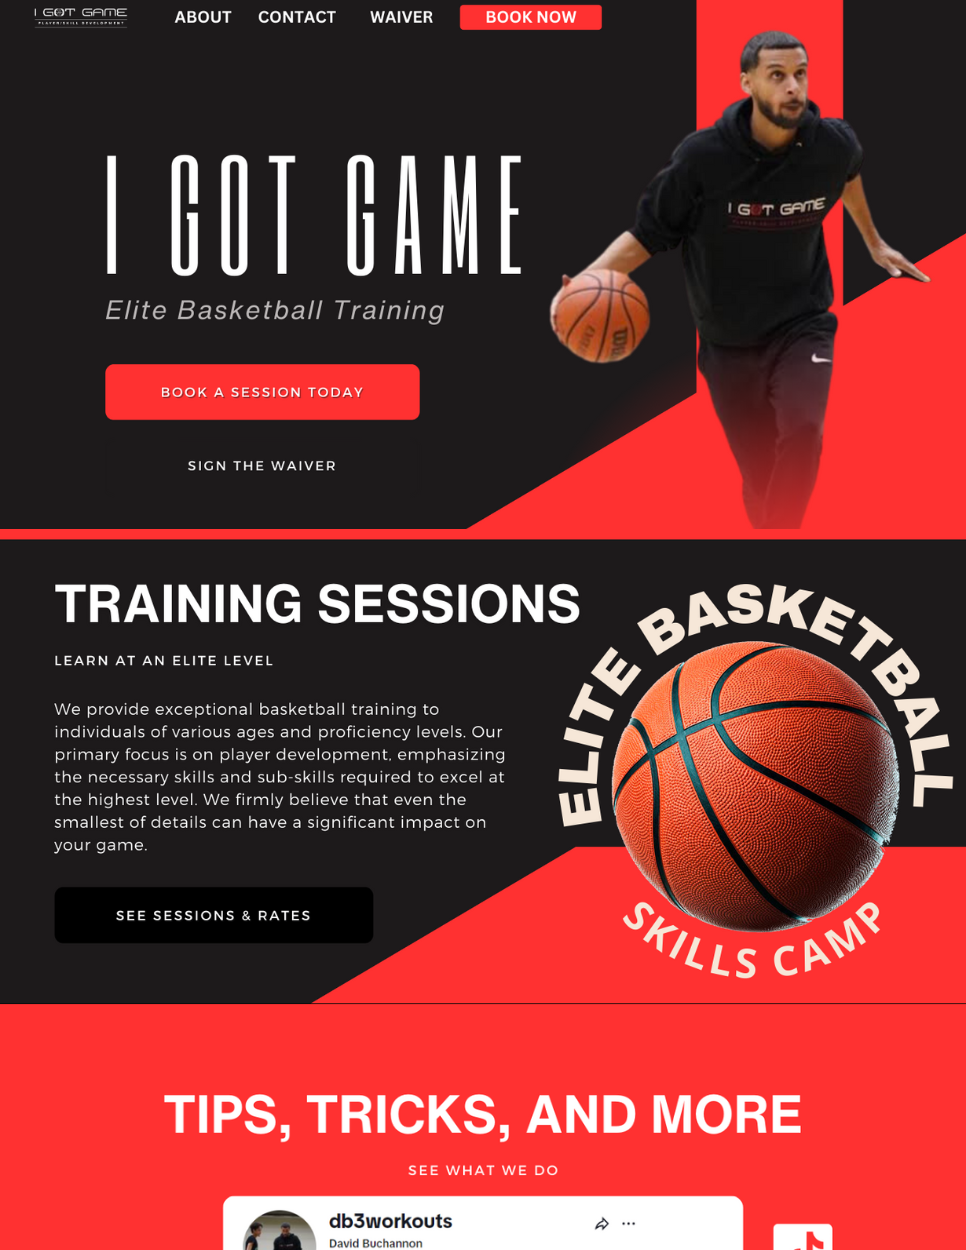 I GOT GAME
PLAYER/SKILL DEVELOPMENT
ABOUT CONTACT WAIVER BOOK NOW
I GOT GAME
I GOT GAME
Elite Basketball Training
BOOK A SESSION TODAY
SIGN THE WAIVER
TRAINING SESSIONS
LEARN AT AN ELITE LEVEL
We provide exceptional basketball training to
individuals of various ages and proficiency levels. Our
primary focus is on player development, emphasizing
the necessary skills and sub-skills required to excel at
the highest level. We firmly believe that even the
smallest of details can have a significant impact on
your game.
SEE SESSIONS & RATES
ELITE BASKETBALL
SKILLS CAMP
TIPS, TRICKS, AND MORE
SEE WHAT WE DO
db3workouts
David Buchannon